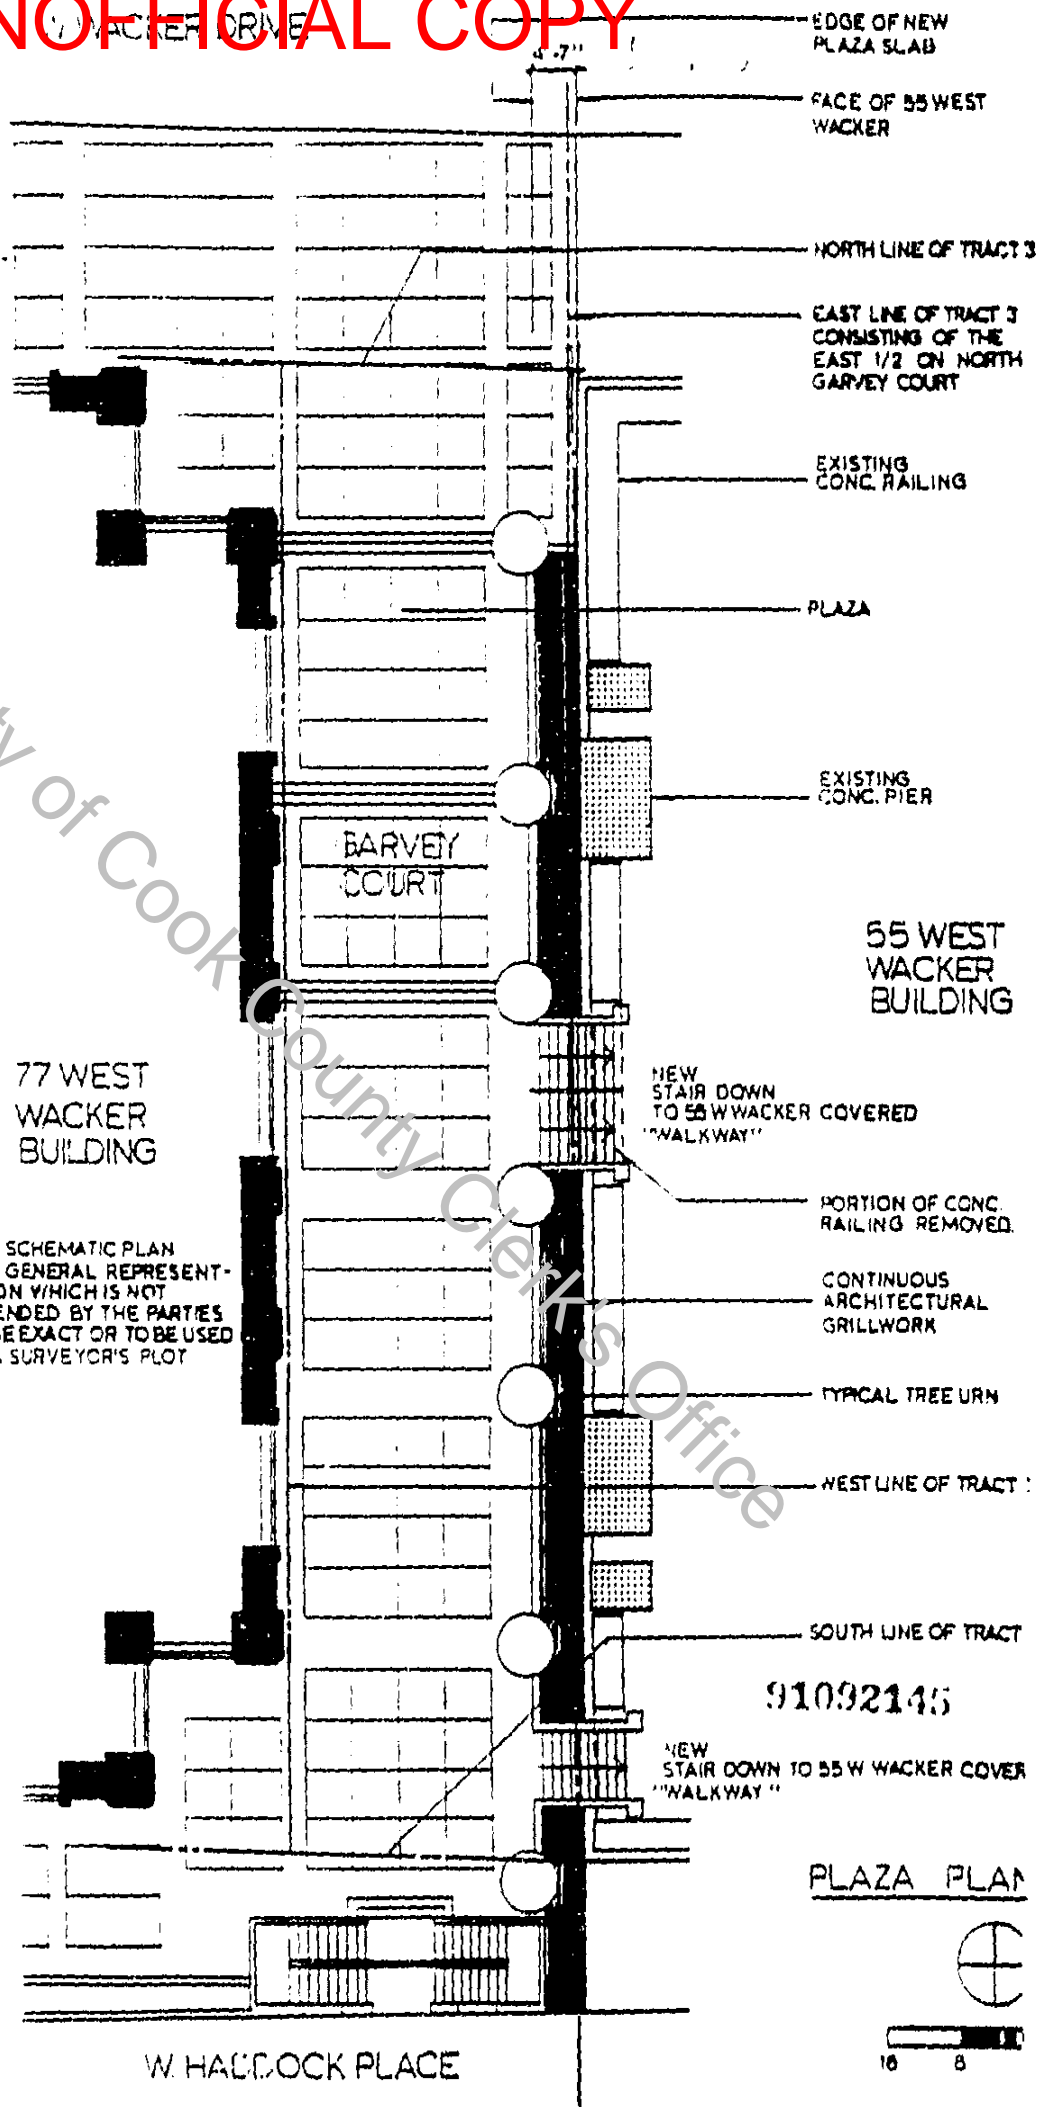 NOFFICIAL COPY
WACKER DRIVE
EDGE OF NEW
PLAZA SLAB
4'-7"
FACE OF 55 WEST
WACKER
NORTH LINE OF TRACT 3
EAST LINE OF TRACT 3
CONSISTING OF THE
EAST 1/2 ON NORTH
GARVEY COURT
EXISTING
CONC. RAILING
PLAZA
EXISTING
CONC. PIER
GARVEY
COURT
55 WEST
WACKER
BUILDING
77 WEST
WACKER
BUILDING
NEW
STAIR DOWN
TO 55 W WACKER COVERED
"WALKWAY"
PORTION OF CONC.
RAILING REMOVED.
SCHEMATIC PLAN
GENERAL REPRESENT-
ON WHICH IS NOT
ENDED BY THE PARTIES
BE EXACT OR TO BE USED
SURVEYOR'S PLOT
CONTINUOUS
ARCHITECTURAL
GRILLWORK
TYPICAL TREE URN
WEST LINE OF TRACT
SOUTH LINE OF TRACT
91092145
NEW
STAIR DOWN TO 55 W WACKER COVER
"WALKWAY"
PLAZA PLAN
16 8
W. HADDOCK PLACE
ty of Cook County Clerk's Office